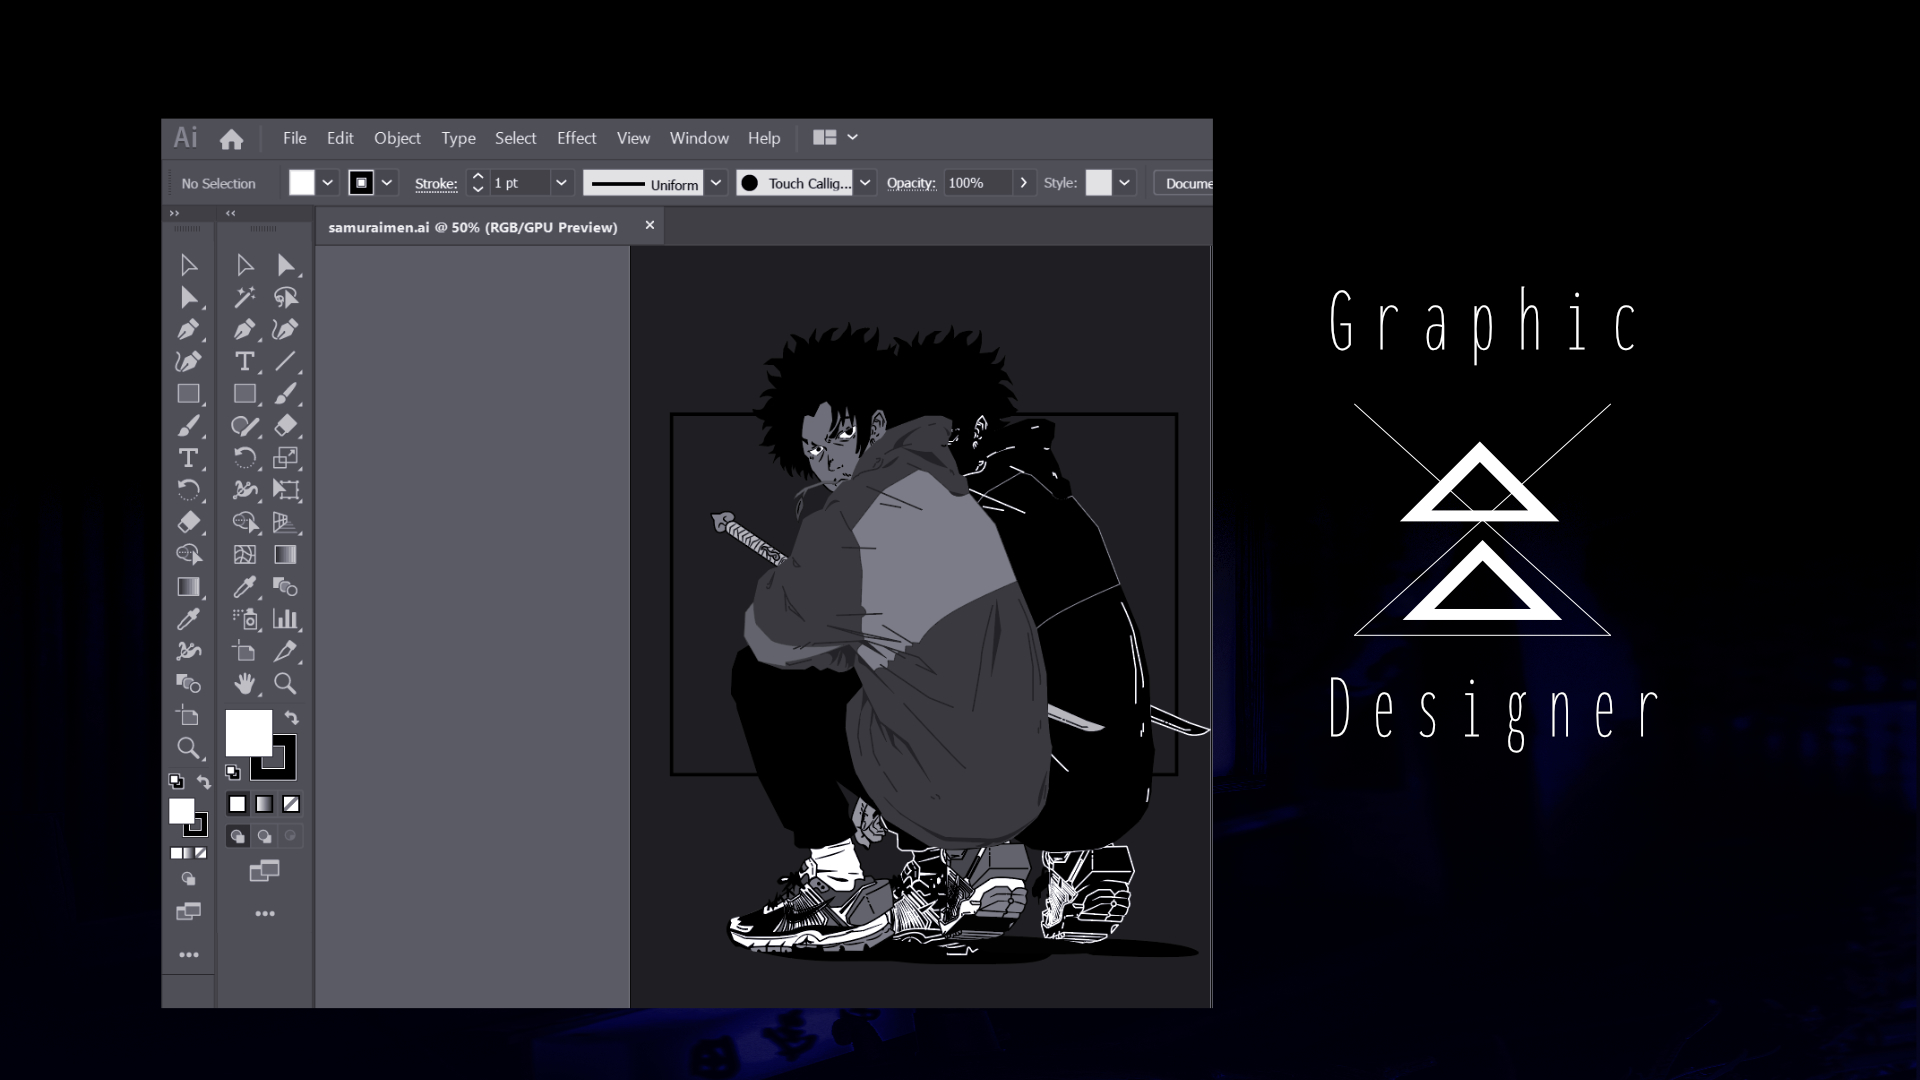 Ai File Edit Object Type Select Effect View Window Help
No Selection Stroke: 1 pt Uniform Touch Callig... Opacity: 100% Style: Docume
samuraimen.ai @ 50% (RGB/GPU Preview)
Graphic
Designer